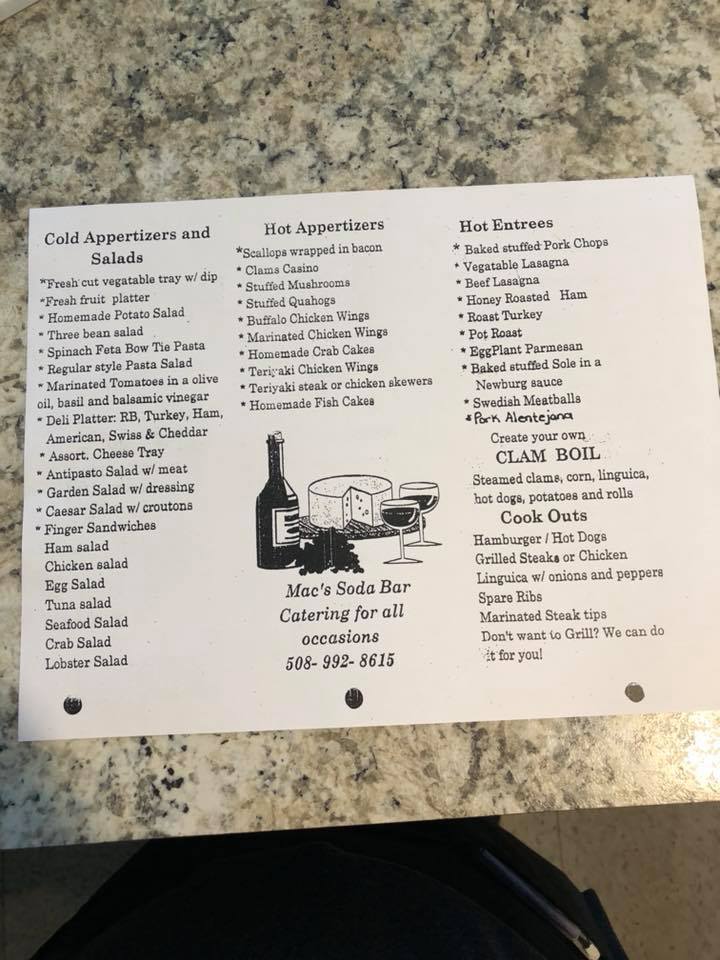 Cold Appertizers and
Salads
*Fresh cut vegatable tray w/ dip
*Fresh fruit platter
* Homemade Potato Salad
* Three bean salad
* Spinach Feta Bow Tie Pasta
* Regular style Pasta Salad
* Marinated Tomatoes in a olive
oil, basil and balsamic vinegar
* Deli Platter: RB, Turkey, Ham,
American, Swiss & Cheddar
* Assort. Cheese Tray
* Antipasto Salad w/ meat
* Garden Salad w/ dressing
* Caesar Salad w/ croutons
* Finger Sandwiches
Ham salad
Chicken salad
Egg Salad
Tuna salad
Seafood Salad
Crab Salad
Lobster Salad
Hot Appertizers
*Scallops wrapped in bacon
* Clams Casino
* Stuffed Mushrooms
* Stuffed Quahogs
* Buffalo Chicken Wings
* Marinated Chicken Wings
* Homemade Crab Cakes
* Teriyaki Chicken Wings
* Teriyaki steak or chicken skewers
* Homemade Fish Cakes
Mac's Soda Bar
Catering for all
occasions
508- 992- 8615
Hot Entrees
* Baked stuffed Pork Chops
* Vegatable Lasagna
* Beef Lasagna
* Honey Roasted Ham
* Roast Turkey
* Pot Roast
* EggPlant Parmesan
* Baked stuffed Sole in a
Newburg sauce
* Swedish Meatballs
* Pork Alentejana
Create your own
CLAM BOIL
Steamed clams, corn, linguica,
hot dogs, potatoes and rolls
Cook Outs
Hamburger / Hot Dogs
Grilled Steaks or Chicken
Linguica w/ onions and peppers
Spare Ribs
Marinated Steak tips
Don't want to Grill? We can do
it for you!